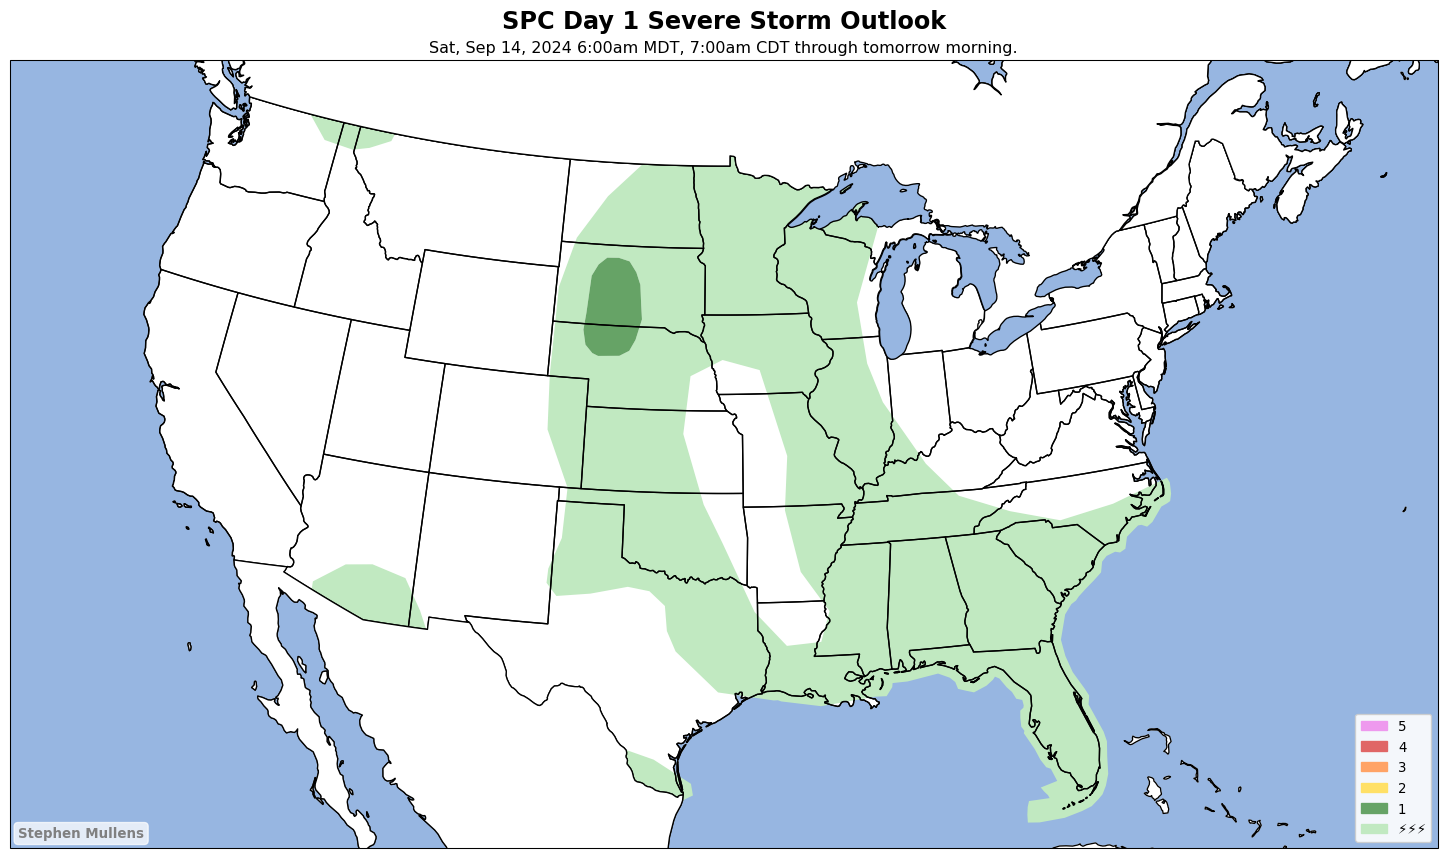 SPC Day 1 Severe Storm Outlook
Sat, Sep 14, 2024 6:00am MDT, 7:00am CDT through tomorrow morning.
5
4
3
2
1
⚡⚡⚡
Stephen Mullens